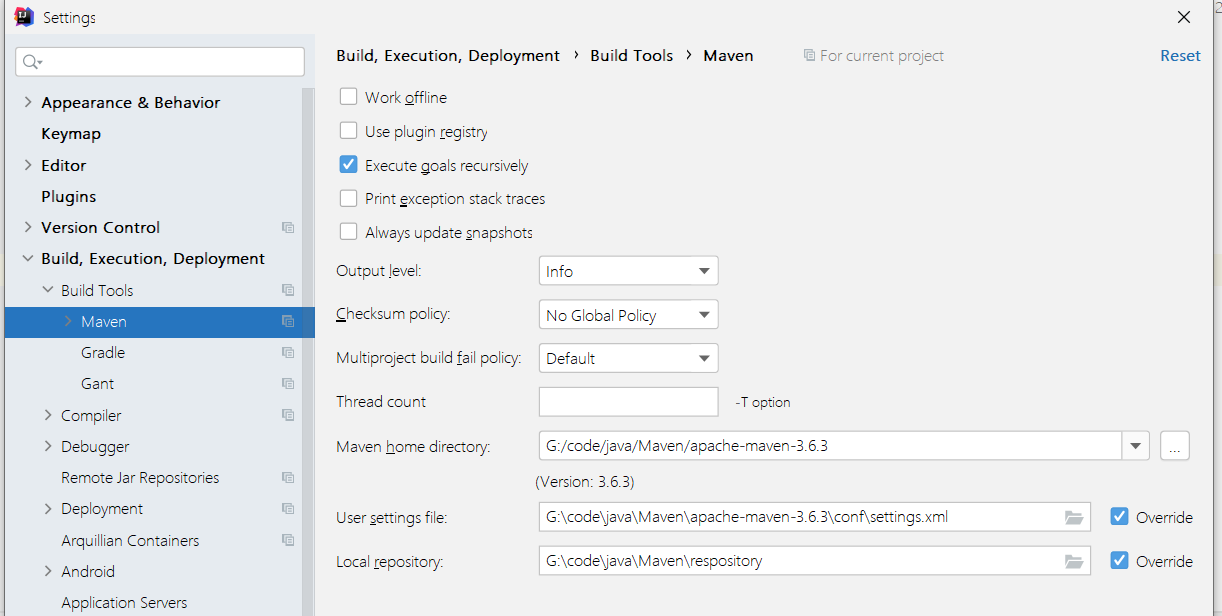 Settings
Build, Execution, Deployment › Build Tools › Maven For current project Reset
Appearance & Behavior
Keymap
Editor
Plugins
Version Control
Build, Execution, Deployment
Build Tools
Maven
Gradle
Gant
Compiler
Debugger
Remote Jar Repositories
Deployment
Arquillian Containers
Android
Application Servers
Work offline
Use plugin registry
Execute goals recursively
Print exception stack traces
Always update snapshots
Output level: Info
Checksum policy: No Global Policy
Multiproject build fail policy: Default
Thread count -T option
Maven home directory: G:/code/java/Maven/apache-maven-3.6.3 ...
(Version: 3.6.3)
User settings file: G:\code\java\Maven\apache-maven-3.6.3\conf\settings.xml Override
Local repository: G:\code\java\Maven\respository Override